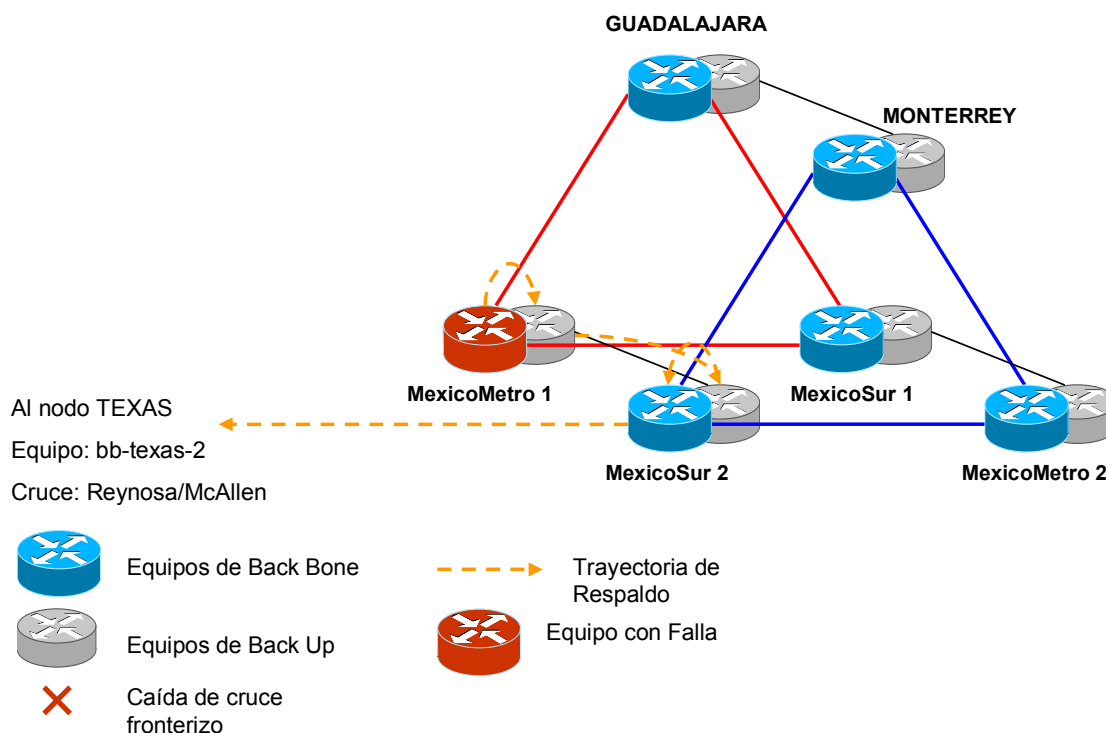 GUADALAJARA
MONTERREY
MexicoMetro 1
MexicoSur 1
MexicoSur 2
MexicoMetro 2
Al nodo TEXAS
Equipo: bb-texas-2
Cruce: Reynosa/McAllen
Equipos de Back Bone
Trayectoria de
Respaldo
Equipos de Back Up
Equipo con Falla
Caída de cruce
fronterizo